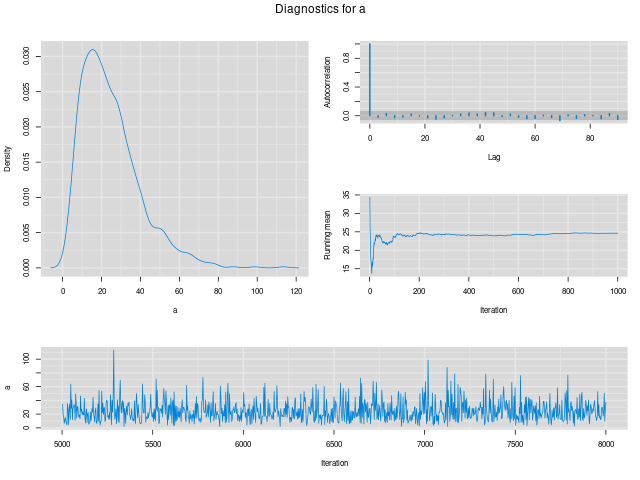 Diagnostics for a
Density
0.000 0.005 0.010 0.015 0.020 0.025 0.030
0 20 40 60 80 100 120
a
Autocorrelation
0.0 0.4 0.8
0 20 40 60 80
Lag
Running mean
15 20 25 30 35
0 200 400 600 800 1000
Iteration
a
0 20 60 100
5000 5500 6000 6500 7000 7500 8000
Iteration